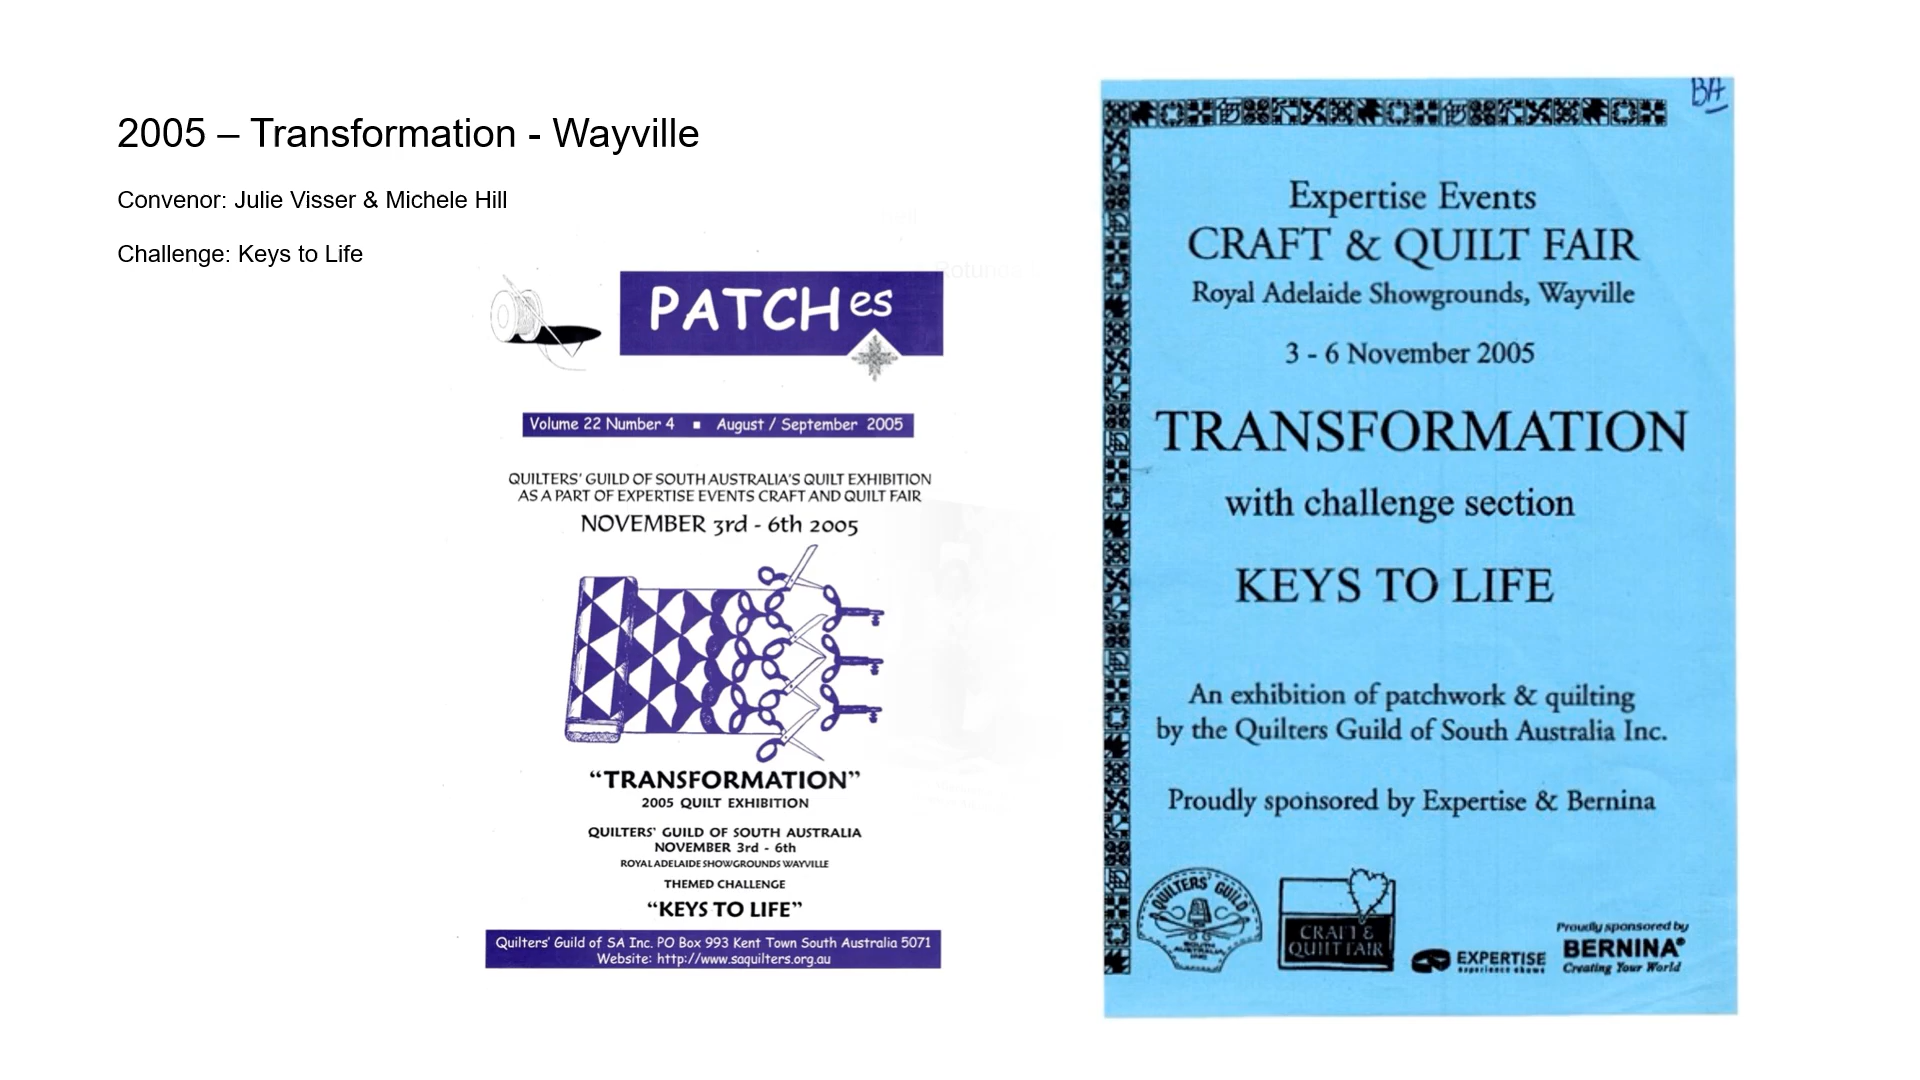 2005 – Transformation - Wayville
Convenor: Julie Visser & Michele Hill
Challenge: Keys to Life
PATCHes
Volume 22 Number 4 ■ August / September 2005
QUILTERS' GUILD OF SOUTH AUSTRALIA'S QUILT EXHIBITION
AS A PART OF EXPERTISE EVENTS CRAFT AND QUILT FAIR
NOVEMBER 3rd - 6th 2005
“TRANSFORMATION”
2005 QUILT EXHIBITION
QUILTERS' GUILD OF SOUTH AUSTRALIA
NOVEMBER 3rd - 6th
ROYAL ADELAIDE SHOWGROUNDS WAYVILLE
THEMED CHALLENGE
“KEYS TO LIFE”
Quilters' Guild of SA Inc. PO Box 993 Kent Town South Australia 5071
Website: http://www.saquilters.org.au
BH
Expertise Events
CRAFT & QUILT FAIR
Royal Adelaide Showgrounds, Wayville
3 - 6 November 2005
TRANSFORMATION
with challenge section
KEYS TO LIFE
An exhibition of patchwork & quilting
by the Quilters Guild of South Australia Inc.
Proudly sponsored by Expertise & Bernina
QUILTERS' GUILD
SOUTH
AUSTRALIA
INC
CRAFT &
QUILT FAIR
EXPERTISE
experience shows
Proudly sponsored by
BERNINA®
Creating Your World